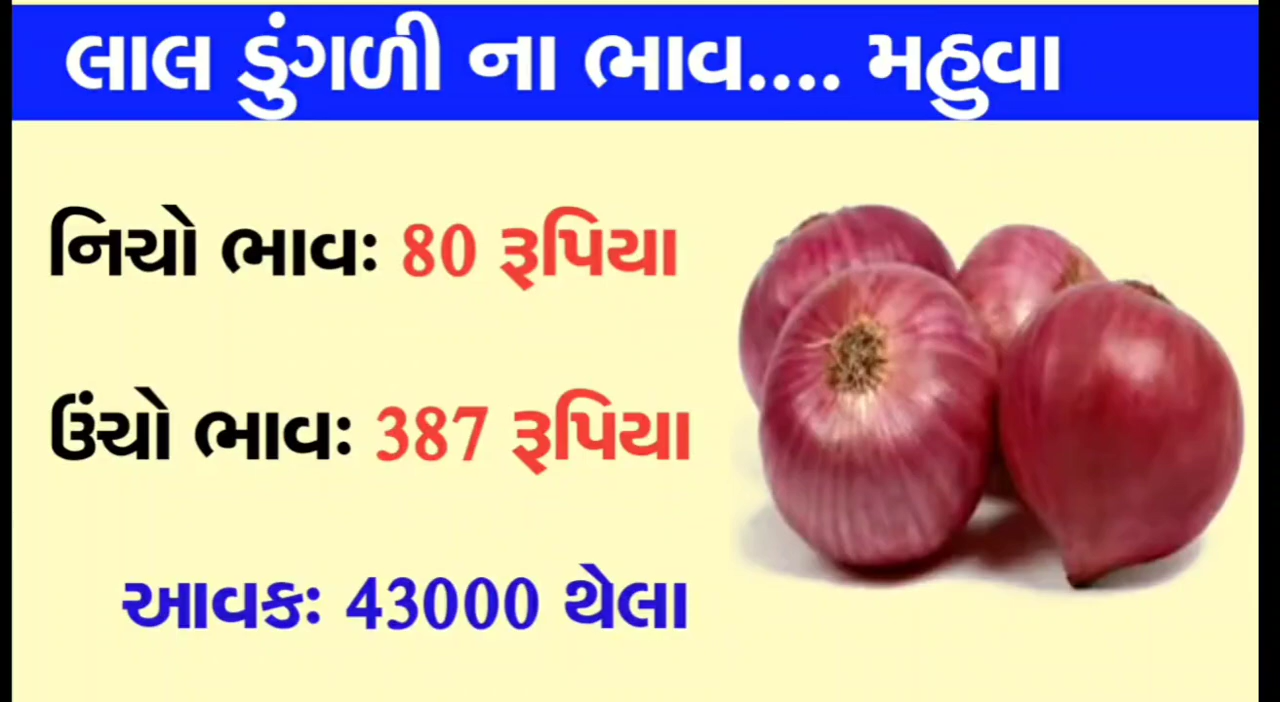 લાલ ડુંગળી ના ભાવ.... મહુવા
નિચો ભાવઃ 80 રૂપિયા
ઉંચો ભાવઃ 387 રૂપિયા
આવકઃ 43000 થેલા